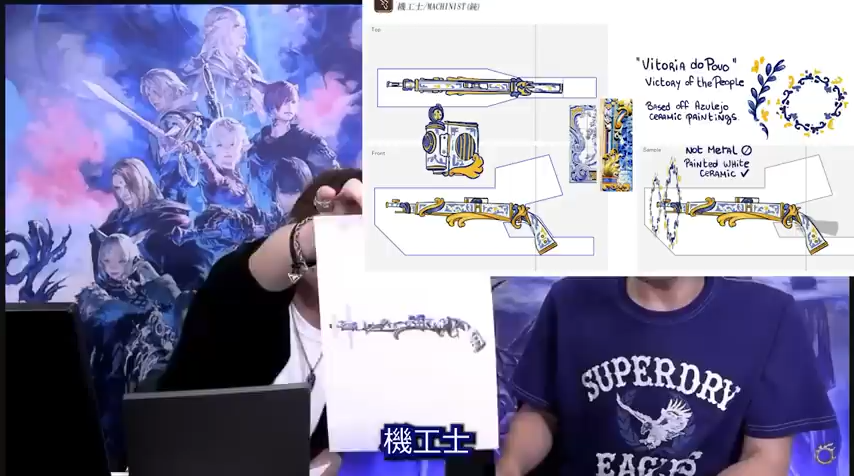 機工士/MACHINIST(銃)
Top
"Vitoria do Povo"
Victory of the People
Based off Azulejo
ceramic paintings.
Front
Sample
Not Metal
Painted White
Ceramic ✓
SUPERDRY
EAGLE
機工士